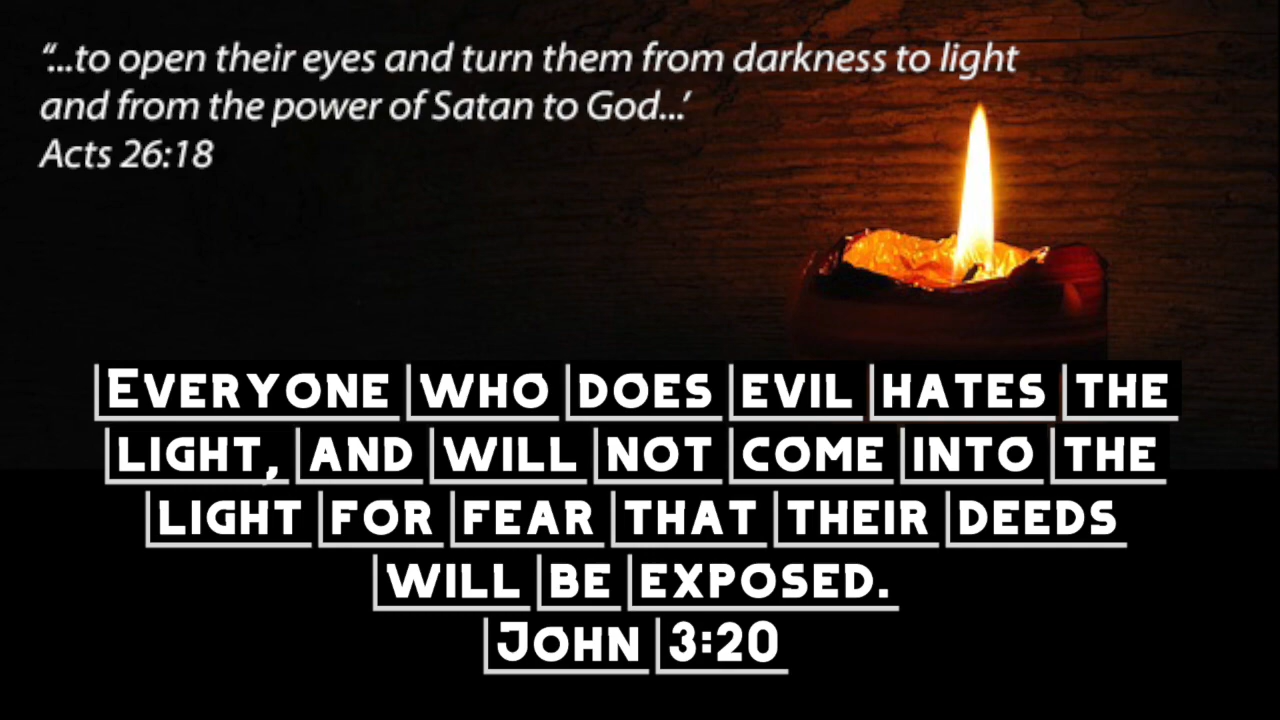 “...to open their eyes and turn them from darkness to light
and from the power of Satan to God...’
Acts 26:18
Everyone who does evil hates the
light, and will not come into the
light for fear that their deeds
will be exposed.
John 3:20